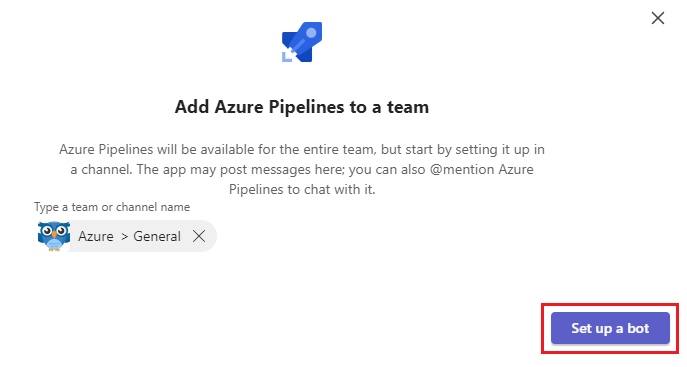 Add Azure Pipelines to a team
Azure Pipelines will be available for the entire team, but start by setting it up in
a channel. The app may post messages here; you can also @mention Azure
Pipelines to chat with it.
Type a team or channel name
Azure > General
Set up a bot